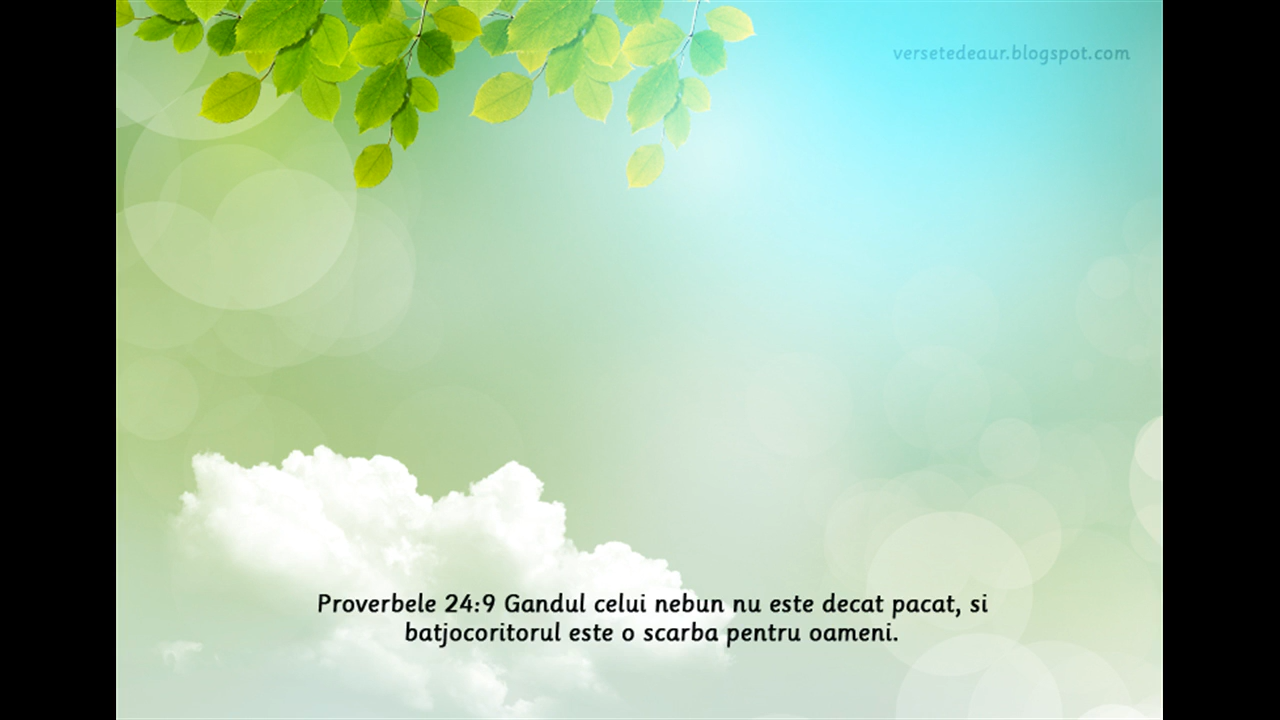 versetedeaur.blogspot.com
Proverbele 24:9 Gandul celui nebun nu este decat pacat, si
batjocoritorul este o scarba pentru oameni.